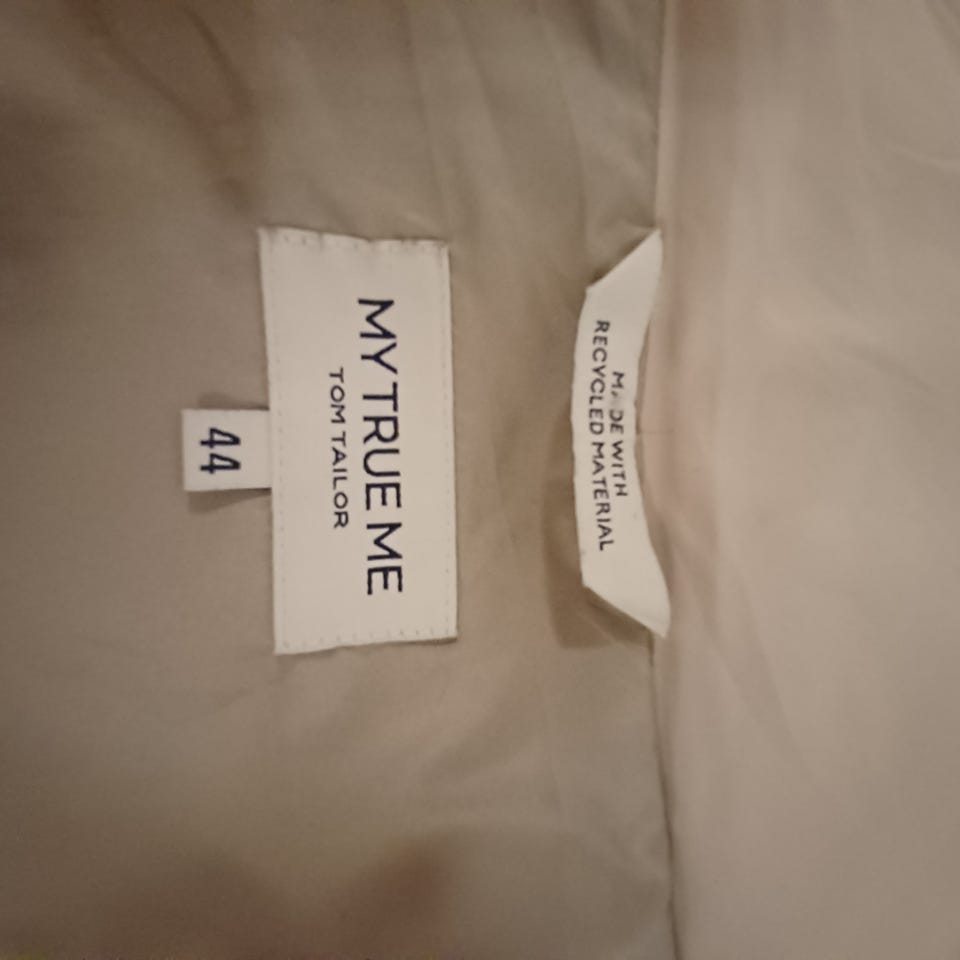 MADE WITH
RECYCLED MATERIAL
MY TRUE ME
TOM TAILOR
44